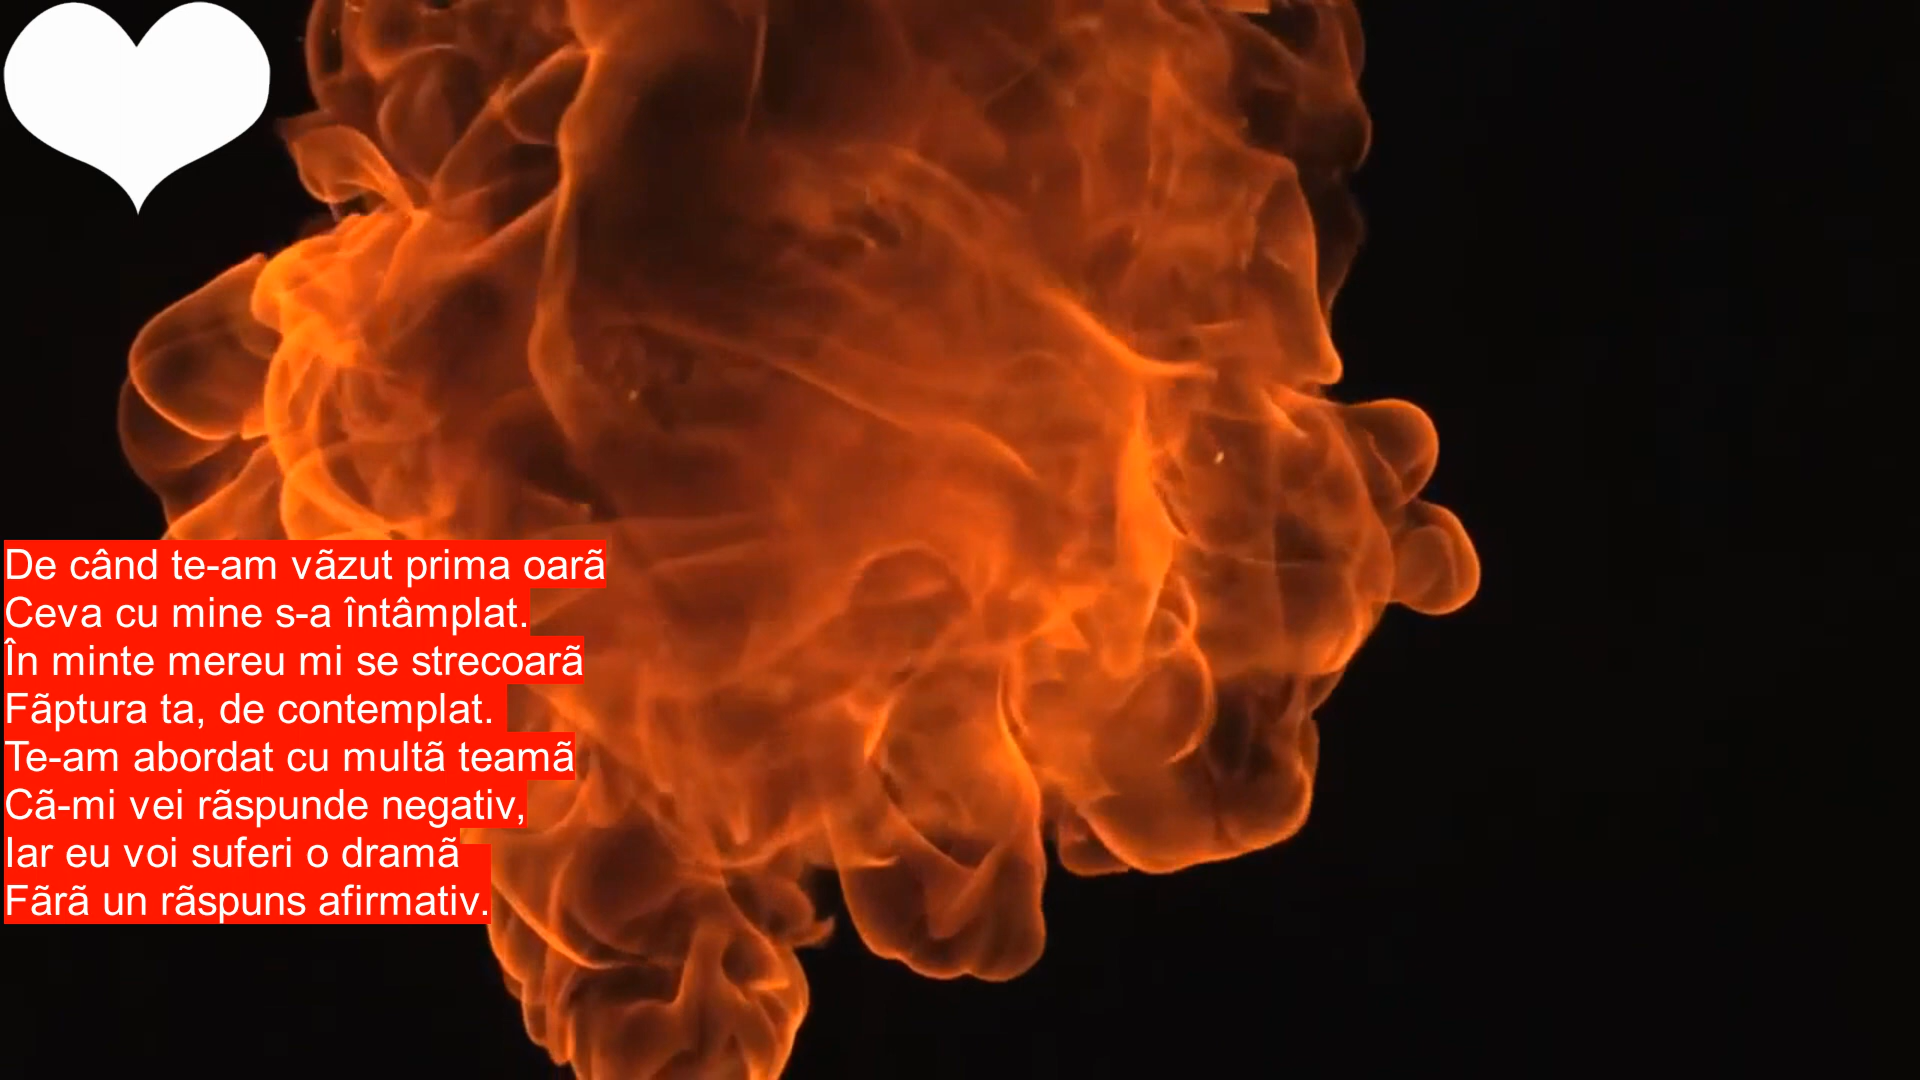 De când te-am vãzut prima oarã
Ceva cu mine s-a întâmplat.
În minte mereu mi se strecoarã
Fãptura ta, de contemplat.
Te-am abordat cu multã teamã
Cã-mi vei rãspunde negativ,
Iar eu voi suferi o dramã
Fãrã un rãspuns afirmativ.